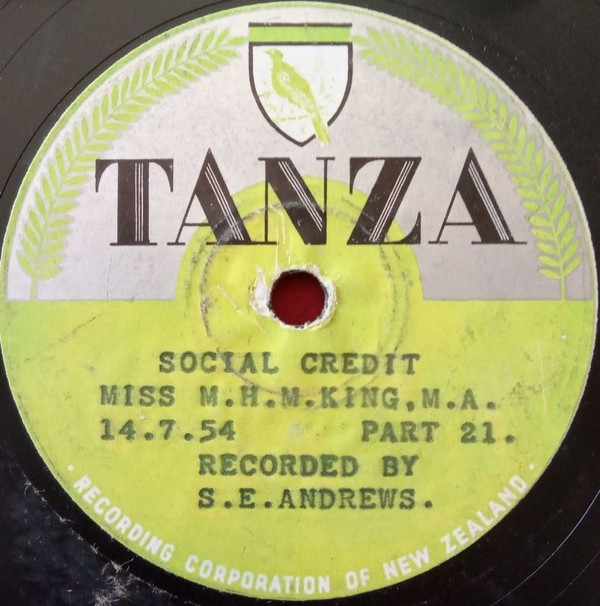 TANZA
SOCIAL CREDIT
MISS M.H.M.KING,M.A.
14.7.54 PART 21.
RECORDED BY
S.E.ANDREWS.
· RECORDING CORPORATION OF NEW ZEALAND ·